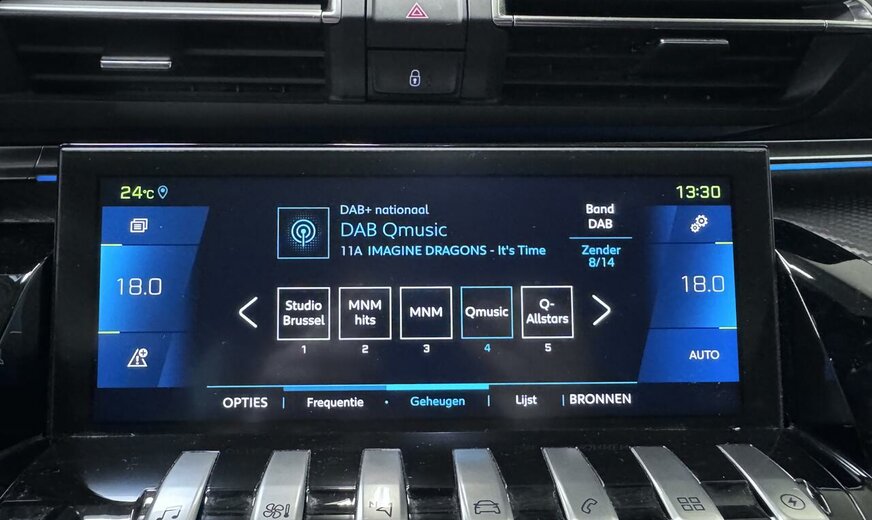 24°C
13:30
DAB+ nationaal
DAB Qmusic
11A IMAGINE DRAGONS - It's Time
Band
DAB
Zender
8/14
18.0
18.0
Studio
Brussel
MNM
hits
MNM
Qmusic
Q-
Allstars
1 2 3 4 5
AUTO
OPTIES | Frequentie • Geheugen | Lijst | BRONNEN